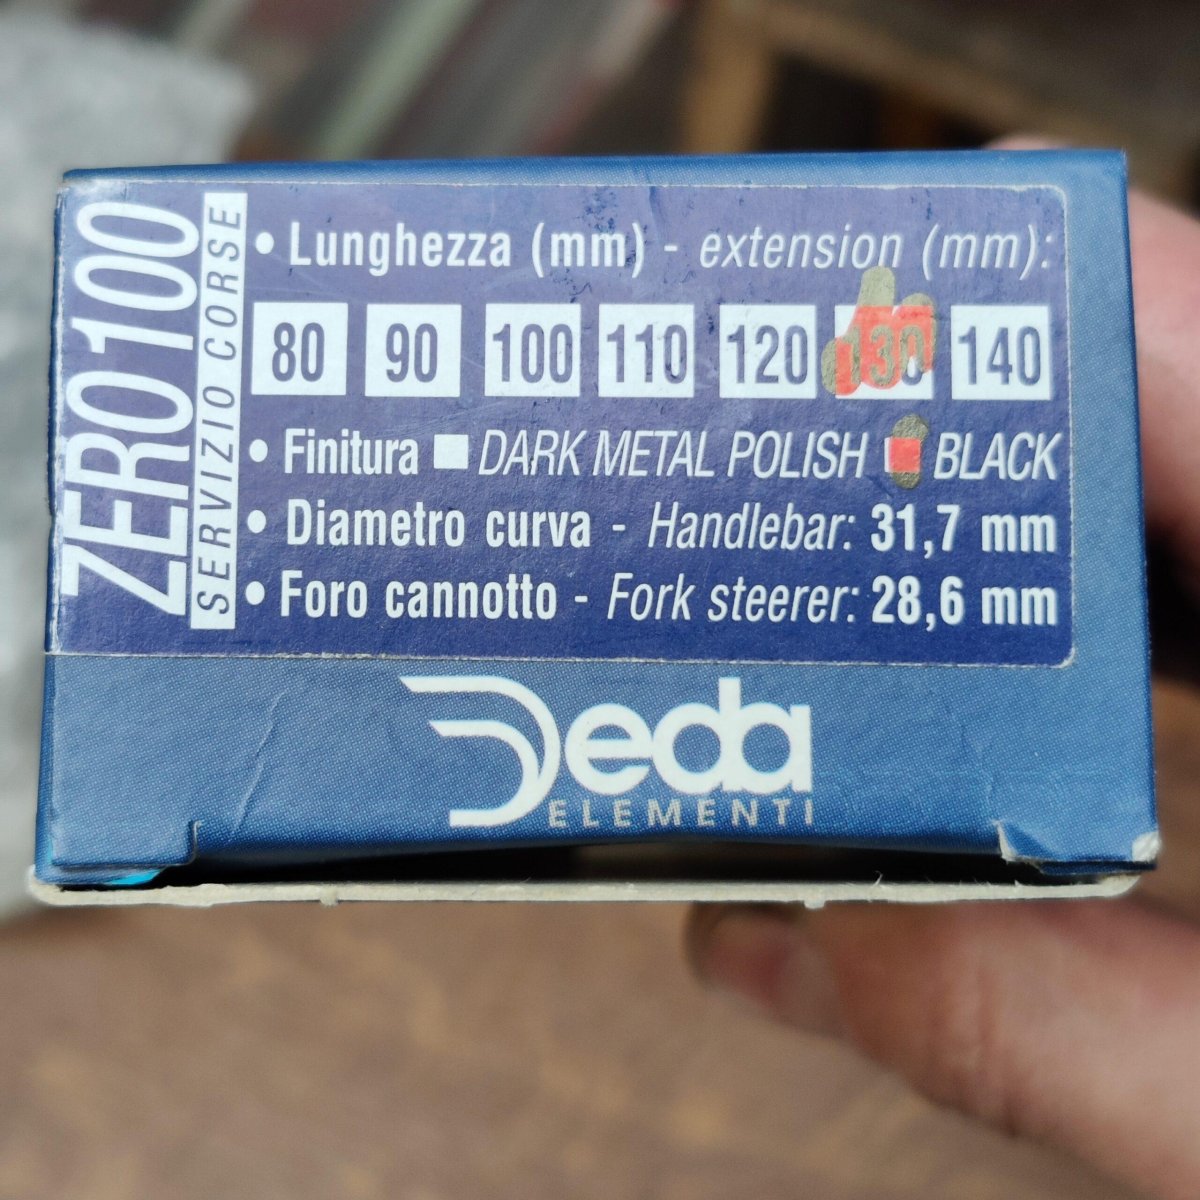 ZERO100
SERVIZIO CORSE
• Lunghezza (mm) - extension (mm):
80 90 100 110 120 130 140
• Finitura DARK METAL POLISH BLACK
• Diametro curva - Handlebar: 31,7 mm
• Foro cannotto - Fork steerer: 28,6 mm
Deda
ELEMENTI